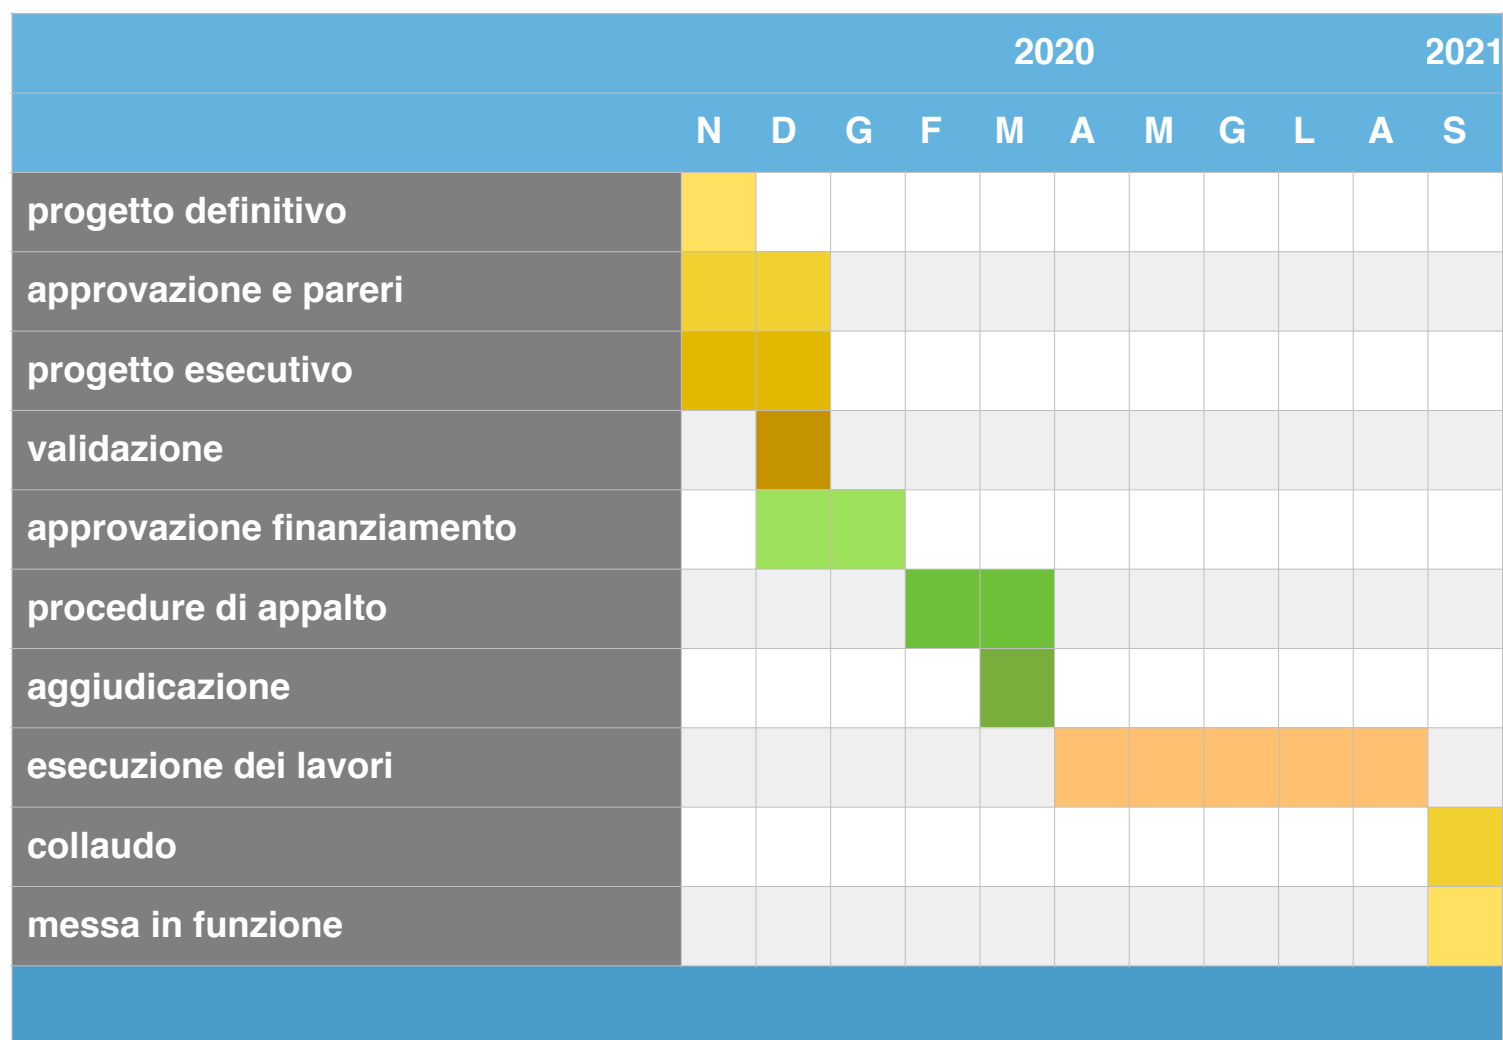 2020 2021
N D G F M A M G L A S
progetto definitivo
approvazione e pareri
progetto esecutivo
validazione
approvazione finanziamento
procedure di appalto
aggiudicazione
esecuzione dei lavori
collaudo
messa in funzione